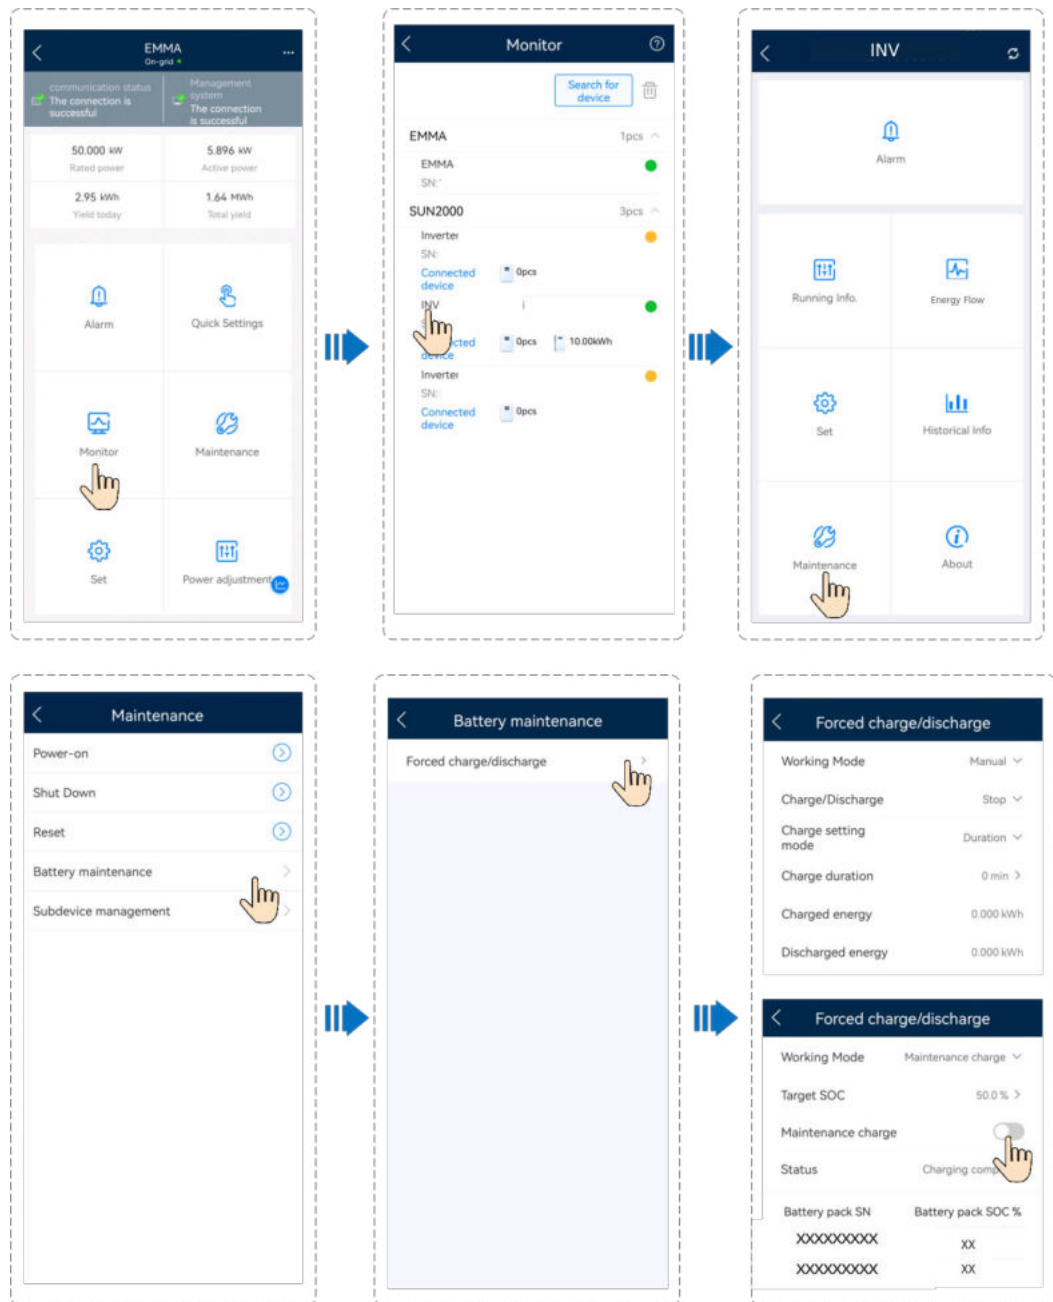 EMMA
On-grid
communication status
The connection is
successful
Management
system
The connection
is successful
50.000 kW
Rated power
5.896 kW
Active power
2.95 kWh
Yield today
1.64 MWh
Total yield
Alarm
Quick Settings
Monitor
Maintenance
Set
Power adjustment
Monitor
Search for
device
EMMA 1pcs
EMMA
SN:
SUN2000 3pcs
Inverter
SN:
Connected
device
0pcs
INV
device
0pcs
10.00kWh
Inverter
SN:
Connected
device
0pcs
INV
Alarm
Running Info.
Energy Flow
Set
Historical Info
Maintenance
About
Maintenance
Power-on
Shut Down
Reset
Battery maintenance
Subdevice management
Battery maintenance
Forced charge/discharge
Forced charge/discharge
Working Mode Manual
Charge/Discharge Stop
Charge setting
mode
Duration
Charge duration 0 min
Charged energy 0.000 kWh
Discharged energy 0.000 kWh
Forced charge/discharge
Working Mode Maintenance charge
Target SOC 50.0 %
Maintenance charge
Status Charging
Battery pack SN Battery pack SOC %
XXXXXXXXX XX
XXXXXXXXX XX